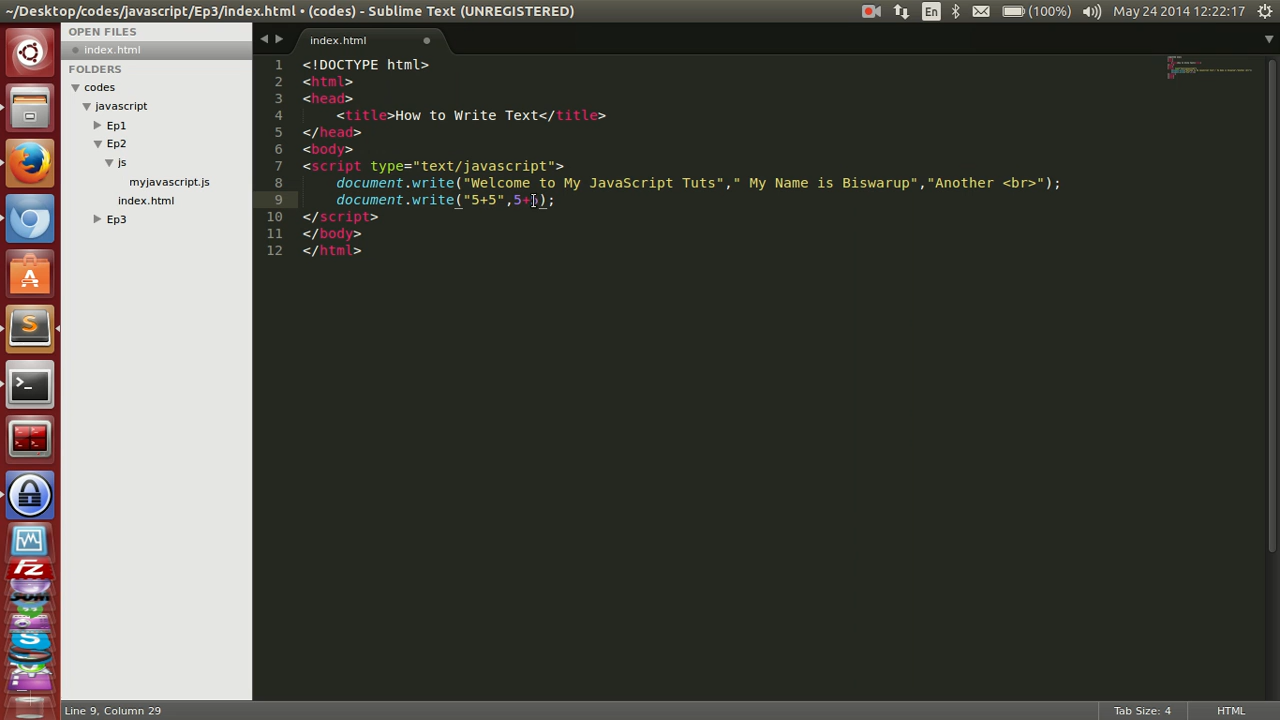 ~/Desktop/codes/javascript/Ep3/index.html • (codes) - Sublime Text (UNREGISTERED)
En
(100%)
May 24 2014 12:22:17
OPEN FILES
index.html
FOLDERS
codes
javascript
Ep1
Ep2
js
myjavascript.js
index.html
Ep3
index.html
1 <!DOCTYPE html>
2 <html>
3 <head>
4 <title>How to Write Text</title>
5 </head>
6 <body>
7 <script type="text/javascript">
8 document.write("Welcome to My JavaScript Tuts"," My Name is Biswarup","Another <br>");
9 document.write("5+5",5+5);
10 </script>
11 </body>
12 </html>
Line 9, Column 29
Tab Size: 4
HTML